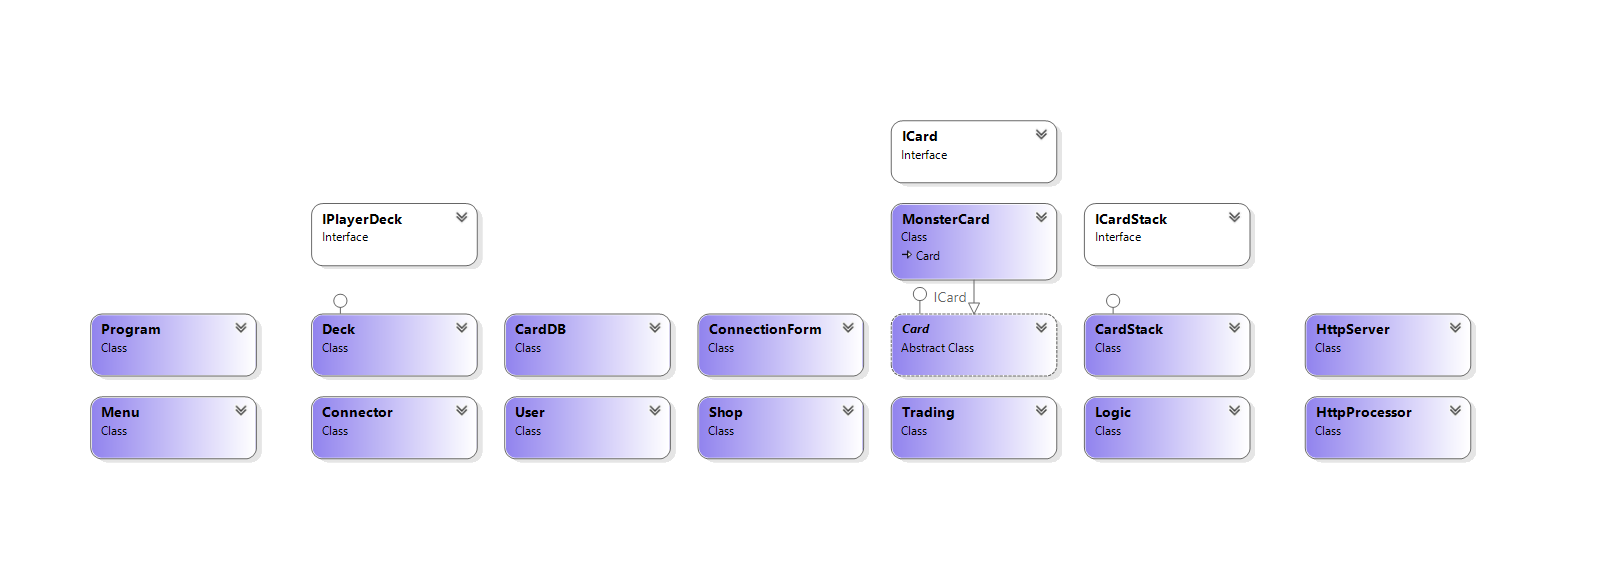 ICard
Interface
IPlayerDeck
Interface
MonsterCard
Class
Card
ICardStack
Interface
ICard
Program
Class
Deck
Class
CardDB
Class
ConnectionForm
Class
Card
Abstract Class
CardStack
Class
HttpServer
Class
Menu
Class
Connector
Class
User
Class
Shop
Class
Trading
Class
Logic
Class
HttpProcessor
Class